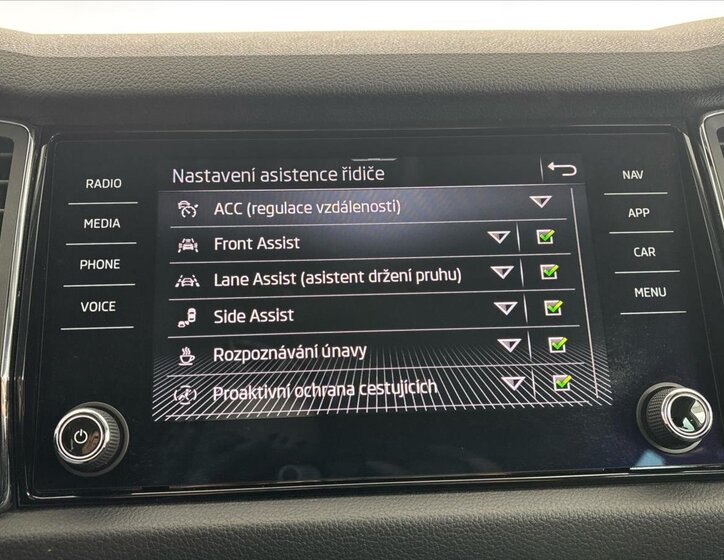 Nastavení asistence řidiče
ACC (regulace vzdálenosti)
Front Assist
Lane Assist (asistent držení pruhu)
Side Assist
Rozpoznávání únavy
Proaktivní ochrana cestujících
RADIO
MEDIA
PHONE
VOICE
NAV
APP
CAR
MENU